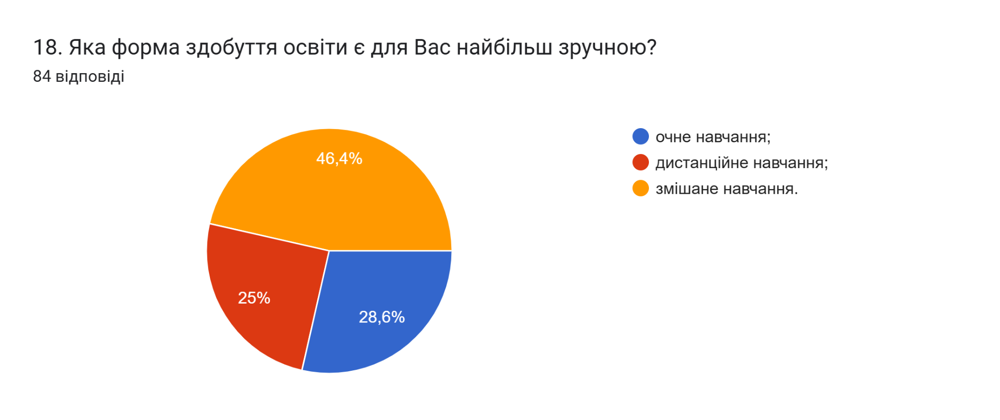 18. Яка форма здобуття освіти є для Вас найбільш зручною?
84 відповіді
46,4%
25%
28,6%
очне навчання;
дистанційне навчання;
змішане навчання.